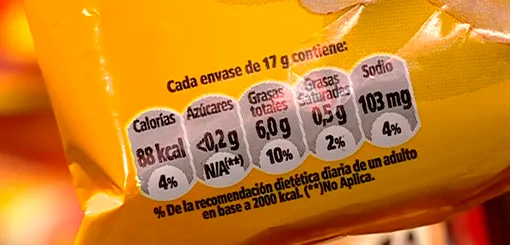 Cada envase de 17 g contiene:
Calorías
88 kcal
4%
Azúcares
<0,2 g
N/A(**)
Grasas
totales
6,0 g
10%
Grasas
Saturadas
0,5 g
2%
Sodio
103 mg
4%
% De la recomendación dietética diaria de un adulto
en base a 2000 kcal. (**)No Aplica.